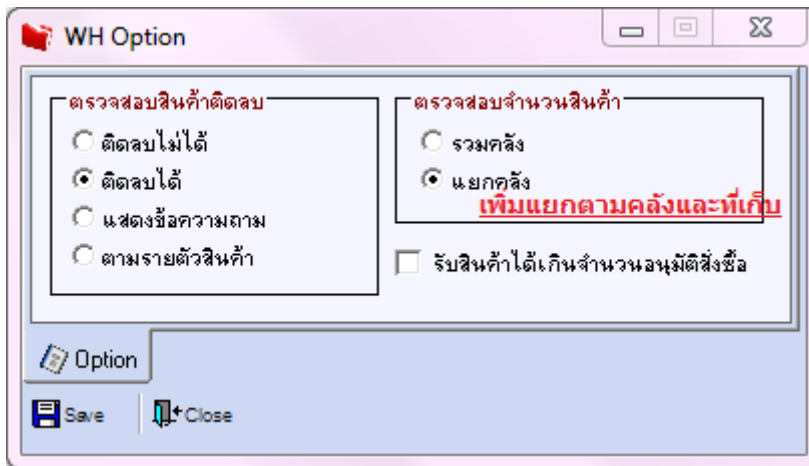 WH Option
ตรวจสอบสินค้าติดลบ
ติดลบไม่ได้
ติดลบได้
แสดงข้อความถาม
ตามรายตัวสินค้า
ตรวจสอบจำนวนสินค้า
รวมคลัง
แยกคลัง
เพิ่มแยกตามคลังและที่เก็บ
รับสินค้าได้เกินจำนวนอนุมัติสั่งซื้อ
Option
Save
Close